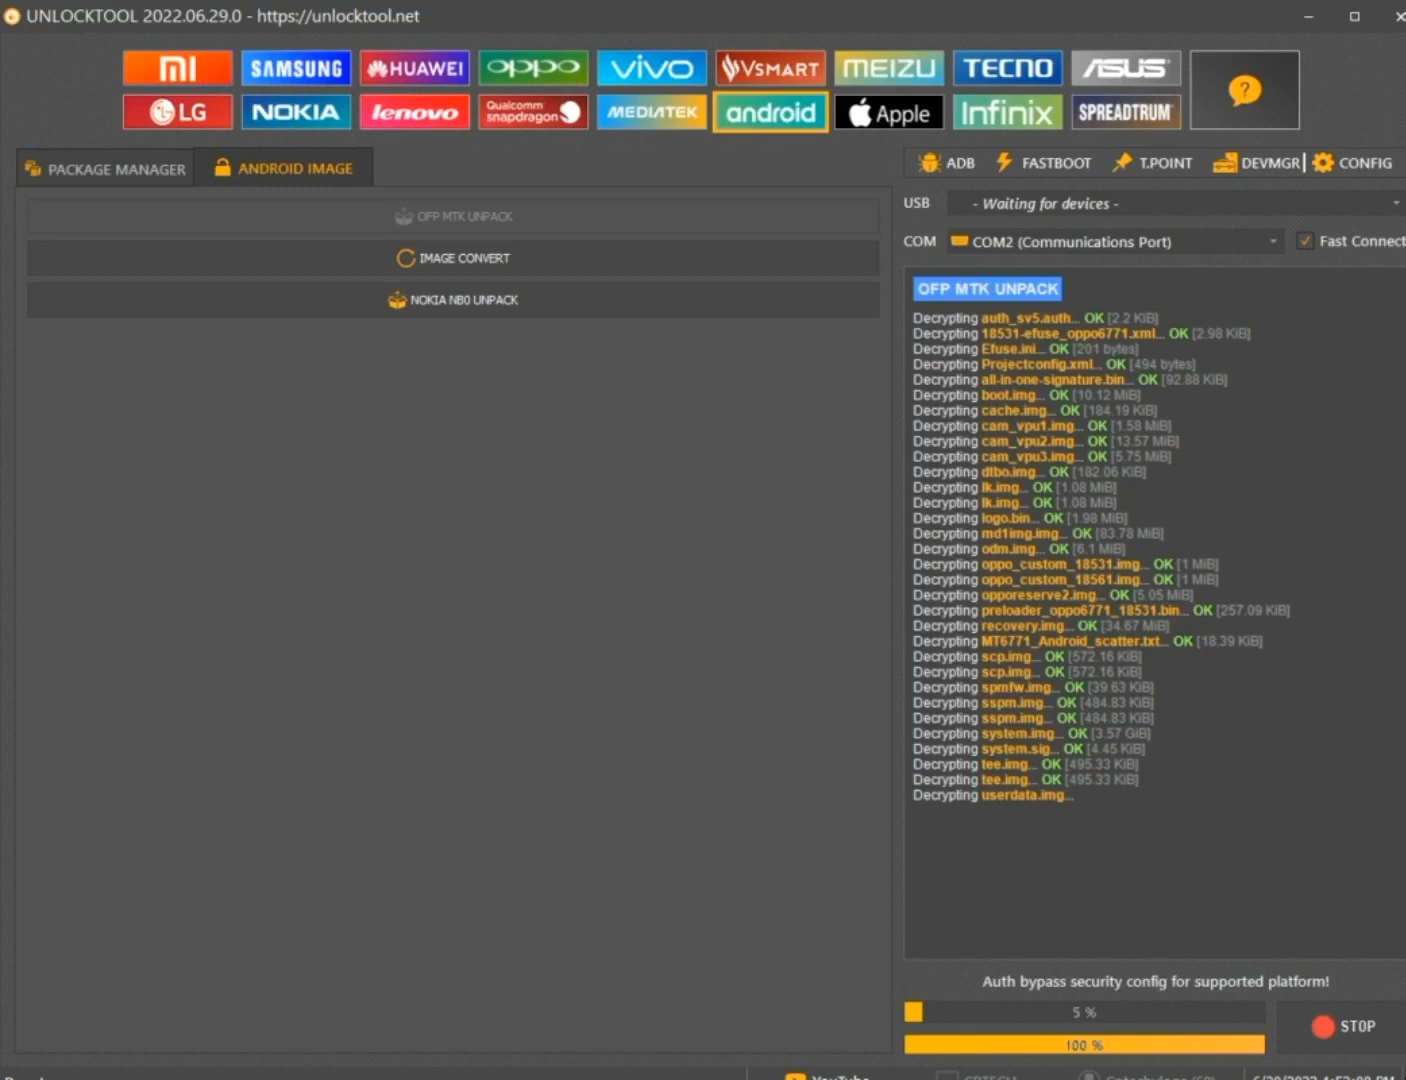 UNLOCKTOOL 2022.06.29.0 - https://unlocktool.net
MI SAMSUNG HUAWEI oppo vivo VSMART MEIZU TECNO ASUS ?
LG NOKIA lenovo Qualcomm snapdragon MEDIATEK android Apple Infinix SPREADTRUM
PACKAGE MANAGER ANDROID IMAGE
ADB FASTBOOT T.POINT DEVMGR CONFIG
OFP MTK UNPACK
IMAGE CONVERT
NOKIA NB0 UNPACK
USB - Waiting for devices -
COM COM2 (Communications Port) Fast Connect
OFP MTK UNPACK
Decrypting auth_sv5.auth... OK [2.2 KiB]
Decrypting 18531-efuse_oppo6771.xml... OK [2.98 KiB]
Decrypting Efuse.ini... OK [201 bytes]
Decrypting Projectconfig.xml... OK [494 bytes]
Decrypting all-in-one-signature.bin... OK [92.88 KiB]
Decrypting boot.img... OK [10.12 MiB]
Decrypting cache.img... OK [184.19 KiB]
Decrypting cam_vpu1.img... OK [1.58 MiB]
Decrypting cam_vpu2.img... OK [13.57 MiB]
Decrypting cam_vpu3.img... OK [5.75 MiB]
Decrypting dtbo.img... OK [182.06 KiB]
Decrypting lk.img... OK [1.08 MiB]
Decrypting lk.img... OK [1.08 MiB]
Decrypting logo.bin... OK [1.98 MiB]
Decrypting md1img.img... OK [83.78 MiB]
Decrypting odm.img... OK [6.1 MiB]
Decrypting oppo_custom_18531.img... OK [1 MiB]
Decrypting oppo_custom_18561.img... OK [1 MiB]
Decrypting opporeserve2.img... OK [5.05 MiB]
Decrypting preloader_oppo6771_18531.bin... OK [257.09 KiB]
Decrypting recovery.img... OK [34.67 MiB]
Decrypting MT6771_Android_scatter.txt... OK [18.39 KiB]
Decrypting scp.img... OK [572.16 KiB]
Decrypting scp.img... OK [572.16 KiB]
Decrypting spmfw.img... OK [39.63 KiB]
Decrypting sspm.img... OK [484.83 KiB]
Decrypting sspm.img... OK [484.83 KiB]
Decrypting system.img... OK [3.57 GiB]
Decrypting system.sig... OK [4.45 KiB]
Decrypting tee.img... OK [495.33 KiB]
Decrypting tee.img... OK [495.33 KiB]
Decrypting userdata.img...
Auth bypass security config for supported platform!
5 %
STOP
100 %
YouTube